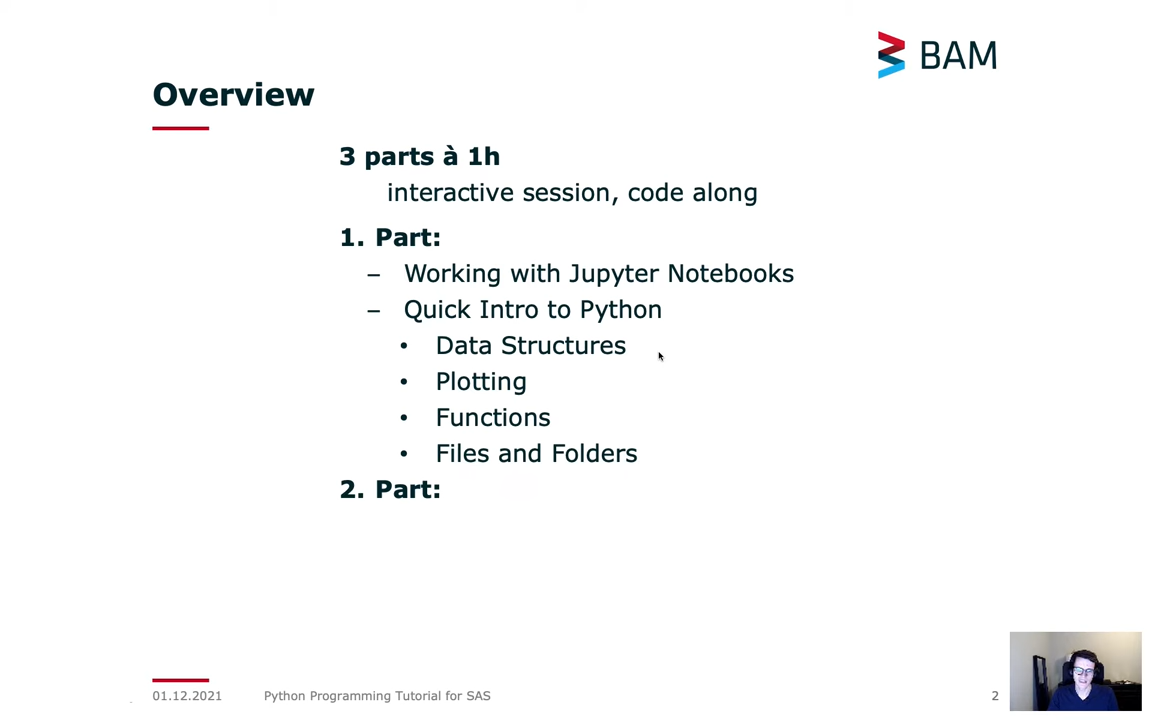 BAM
Overview
3 parts à 1h
interactive session, code along
1. Part:
– Working with Jupyter Notebooks
– Quick Intro to Python
• Data Structures
• Plotting
• Functions
• Files and Folders
2. Part:
01.12.2021 Python Programming Tutorial for SAS 2